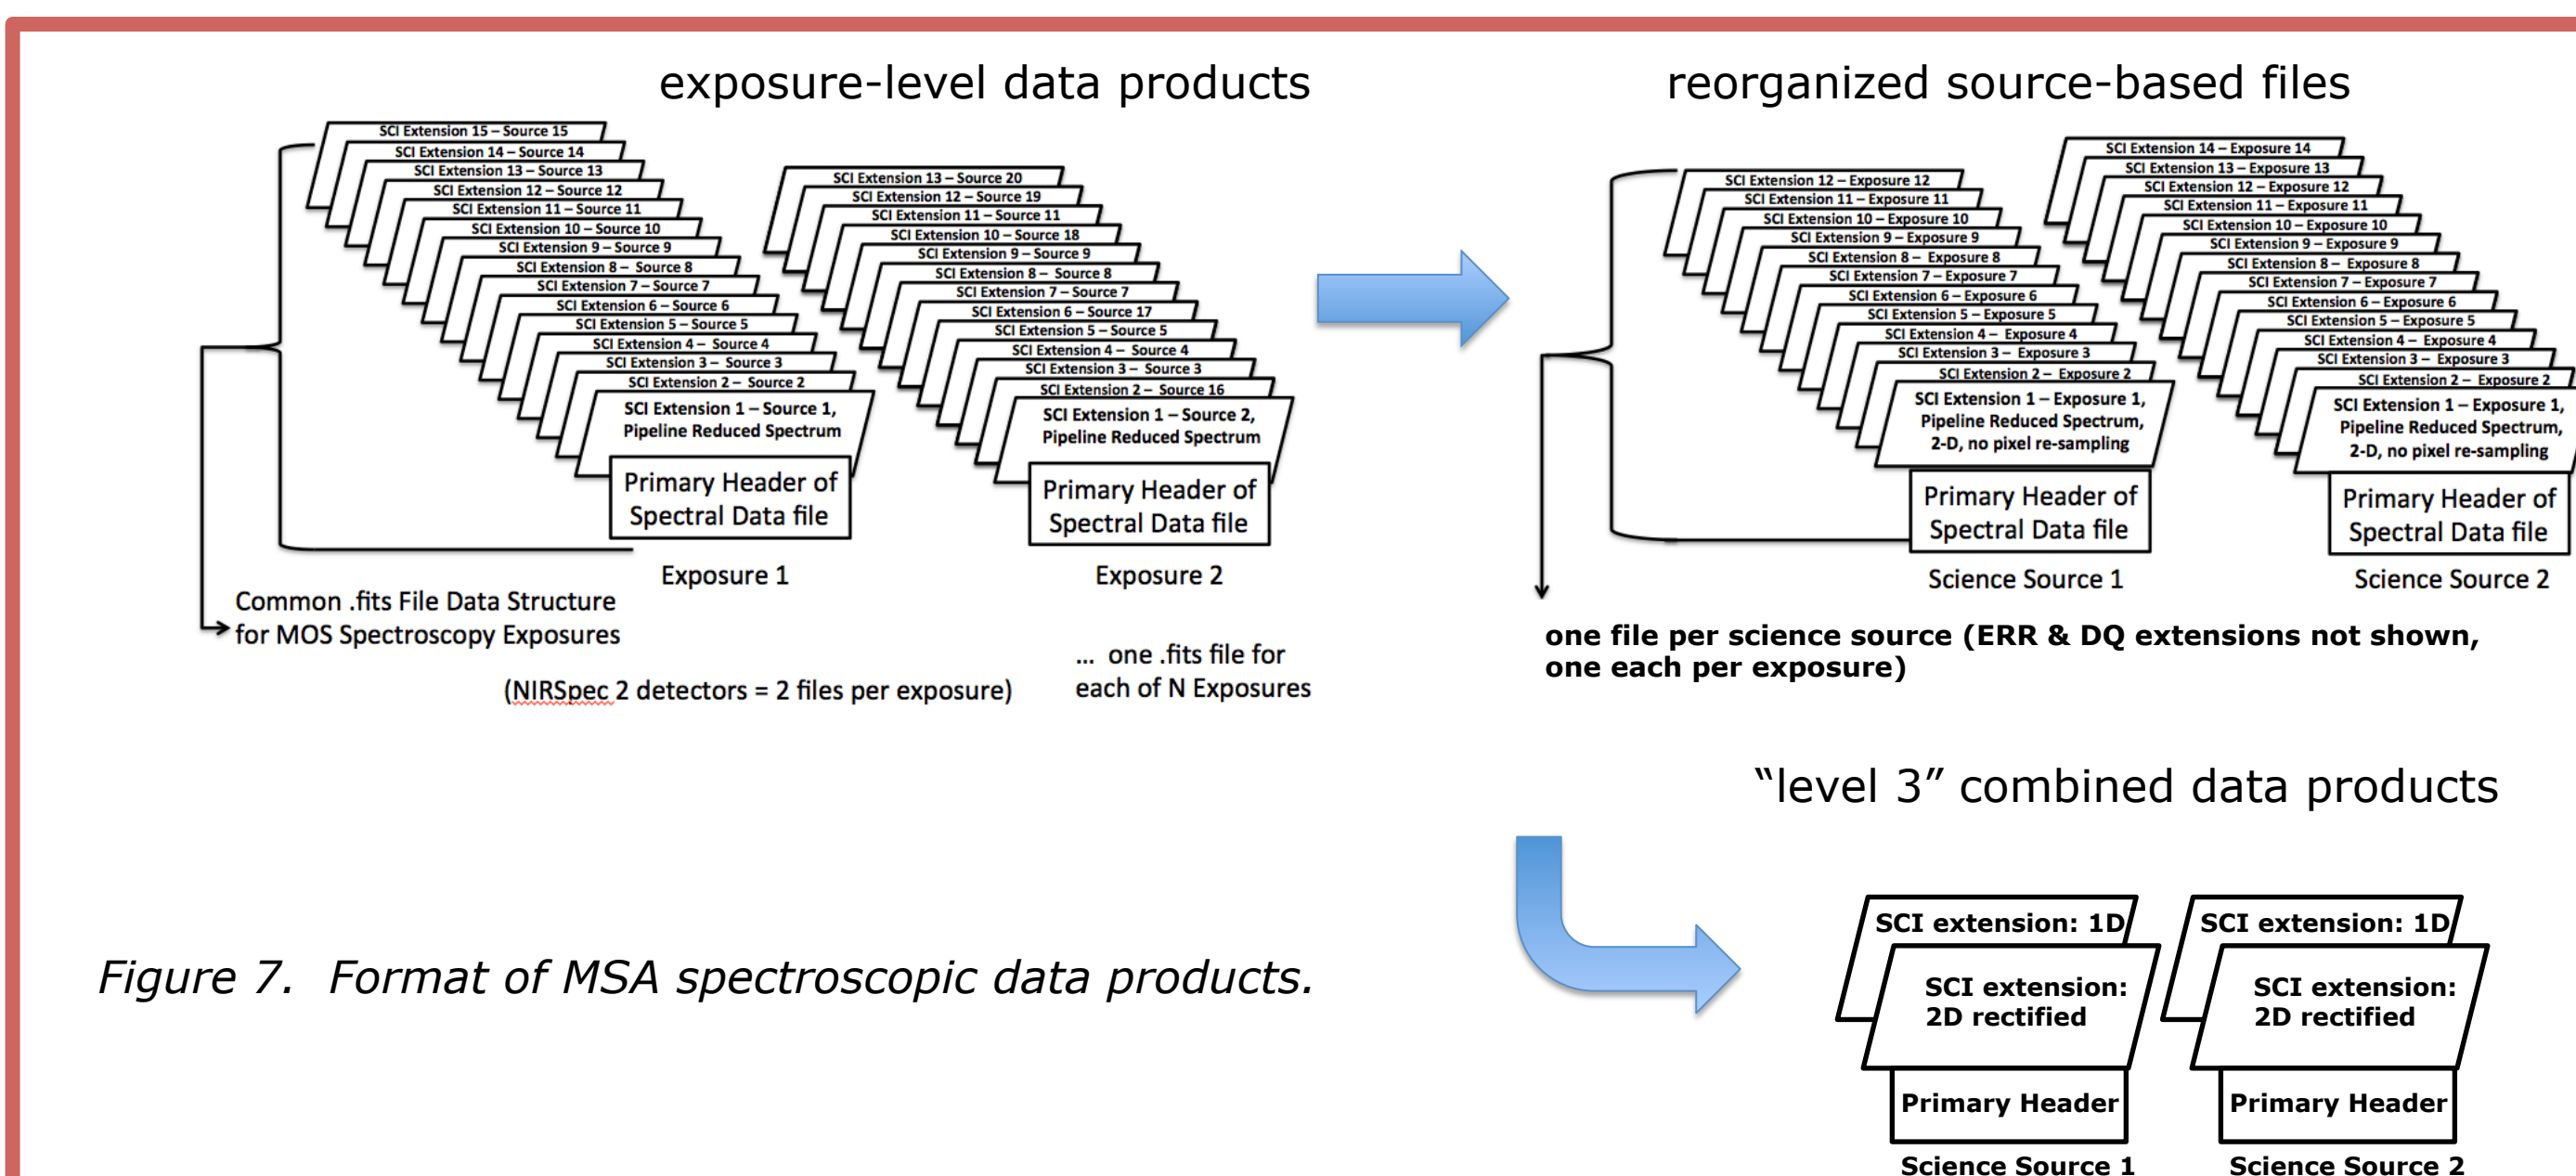 exposure-level data products
SCI Extension 15 – Source 15
SCI Extension 14 – Source 14
SCI Extension 13 – Source 13
SCI Extension 12 – Source 12
SCI Extension 11 – Source 11
SCI Extension 10 – Source 10
SCI Extension 9 – Source 9
SCI Extension 8 – Source 8
SCI Extension 7 – Source 7
SCI Extension 6 – Source 6
SCI Extension 5 – Source 5
SCI Extension 4 – Source 4
SCI Extension 3 – Source 3
SCI Extension 2 – Source 2
SCI Extension 1 – Source 1,
Pipeline Reduced Spectrum
Primary Header of
Spectral Data file
Exposure 1
SCI Extension 13 – Source 20
SCI Extension 12 – Source 19
SCI Extension 11 – Source 11
SCI Extension 10 – Source 18
SCI Extension 9 – Source 9
SCI Extension 8 – Source 8
SCI Extension 7 – Source 7
SCI Extension 6 – Source 17
SCI Extension 5 – Source 5
SCI Extension 4 – Source 4
SCI Extension 3 – Source 3
SCI Extension 2 – Source 16
SCI Extension 1 – Source 2,
Pipeline Reduced Spectrum
Primary Header of
Spectral Data file
Exposure 2
Common .fits File Data Structure
for MOS Spectroscopy Exposures
(NIRSpec 2 detectors = 2 files per exposure)
... one .fits file for
each of N Exposures
reorganized source-based files
SCI Extension 12 – Exposure 12
SCI Extension 11 – Exposure 11
SCI Extension 10 – Exposure 10
SCI Extension 9 – Exposure 9
SCI Extension 8 – Exposure 8
SCI Extension 7 – Exposure 7
SCI Extension 6 – Exposure 6
SCI Extension 5 – Exposure 5
SCI Extension 4 – Exposure 4
SCI Extension 3 – Exposure 3
SCI Extension 2 – Exposure 2
SCI Extension 1 – Exposure 1,
Pipeline Reduced Spectrum,
2-D, no pixel re-sampling
Primary Header of
Spectral Data file
Science Source 1
SCI Extension 14 – Exposure 14
SCI Extension 13 – Exposure 13
SCI Extension 12 – Exposure 12
SCI Extension 11 – Exposure 11
SCI Extension 10 – Exposure 10
SCI Extension 9 – Exposure 9
SCI Extension 8 – Exposure 8
SCI Extension 7 – Exposure 7
SCI Extension 6 – Exposure 6
SCI Extension 5 – Exposure 5
SCI Extension 4 – Exposure 4
SCI Extension 3 – Exposure 3
SCI Extension 2 – Exposure 2
SCI Extension 1 – Exposure 1,
Pipeline Reduced Spectrum,
2-D, no pixel re-sampling
Primary Header of
Spectral Data file
Science Source 2
one file per science source (ERR & DQ extensions not shown,
one each per exposure)
“level 3” combined data products
SCI extension: 1D
SCI extension:
2D rectified
Primary Header
Science Source 1
SCI extension: 1D
SCI extension:
2D rectified
Primary Header
Science Source 2
Figure 7. Format of MSA spectroscopic data products.